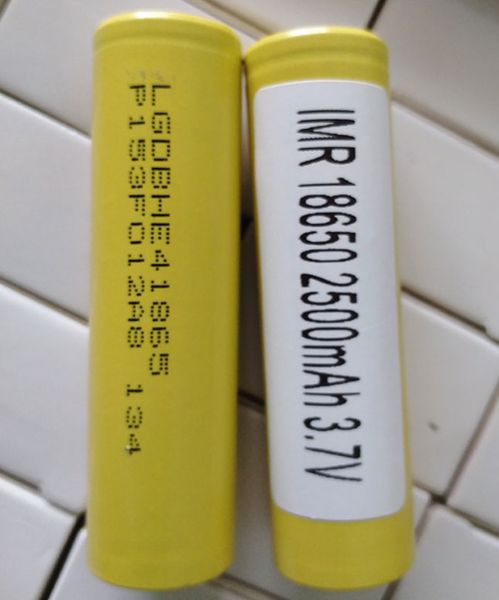 LGDBHE41865
P153F012A8 134
IMR 18650 2500mAh 3.7V